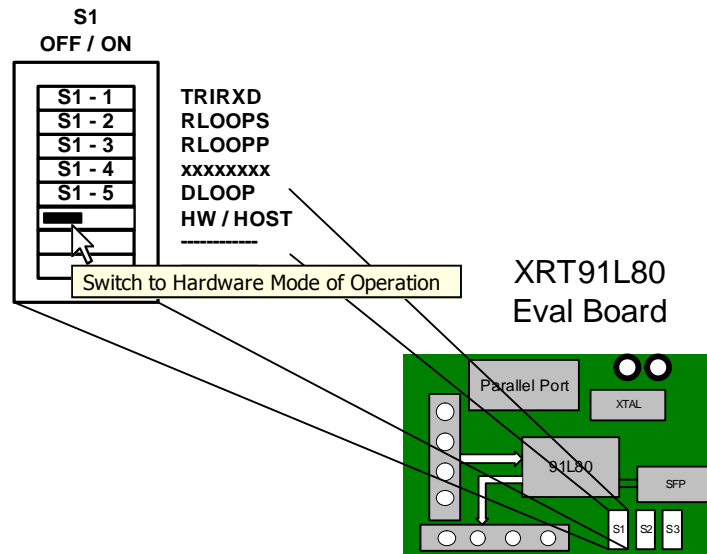 S1
OFF / ON
S1 - 1 TRIRXD
S1 - 2 RLOOPS
S1 - 3 RLOOPP
S1 - 4 xxxxxxxx
S1 - 5 DLOOP
HW / HOST
------------
Switch to Hardware Mode of Operation
XRT91L80
Eval Board
Parallel Port
XTAL
91L80
SFP
S1 S2 S3